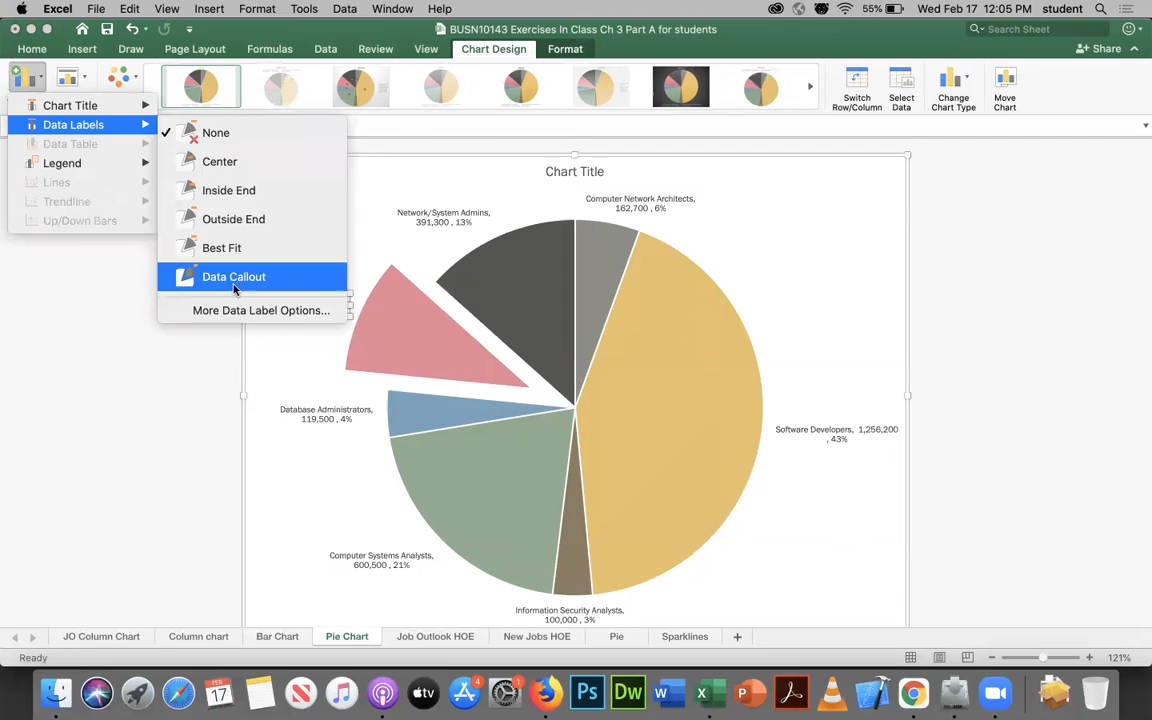 Excel File Edit View Insert Format Tools Data Window Help 55% Wed Feb 17 12:05 PM student
BUSN10143 Exercises In Class Ch 3 Part A for students
Search Sheet
Home Insert Draw Page Layout Formulas Data Review View Chart Design Format
Share
Switch
Row/Column
Select
Data
Change
Chart Type
Move
Chart
Chart Title
Data Labels
Data Table
Legend
Lines
Trendline
Up/Down Bars
None
Center
Inside End
Outside End
Best Fit
Data Callout
More Data Label Options...
Chart Title
Computer Network Architects,
162,700 , 6%
Network/System Admins,
391,300 , 13%
Database Administrators,
119,500 , 4%
Software Developers, 1,256,200
, 43%
Computer Systems Analysts,
600,500 , 21%
Information Security Analysts,
100,000 , 3%
JO Column Chart Column chart Bar Chart Pie Chart Job Outlook HOE New Jobs HOE Pie Sparklines
Ready
121%
FEB
17
N
tv
4
1
Ps
Dw
W
X
P